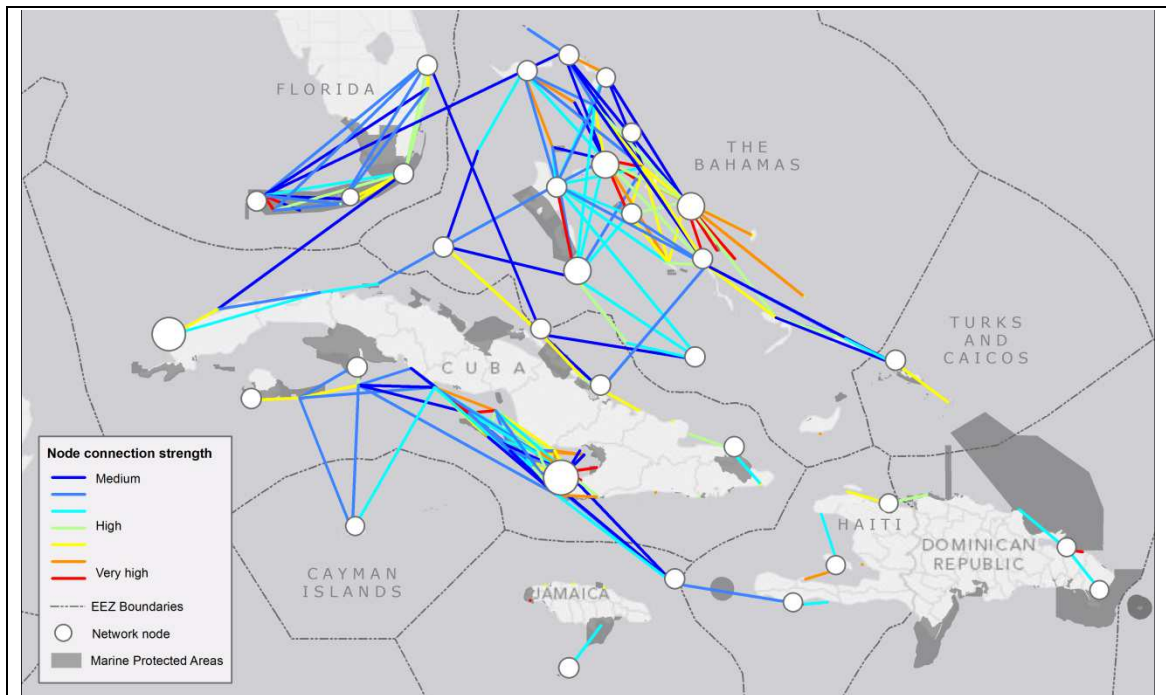 FLORIDA
THE
BAHAMAS
TURKS
AND
CAICOS
CUBA
HAITI
DOMINICAN
REPUBLIC
CAYMAN
ISLANDS
JAMAICA
Node connection strength
Medium
High
Very high
EEZ Boundaries
Network node
Marine Protected Areas